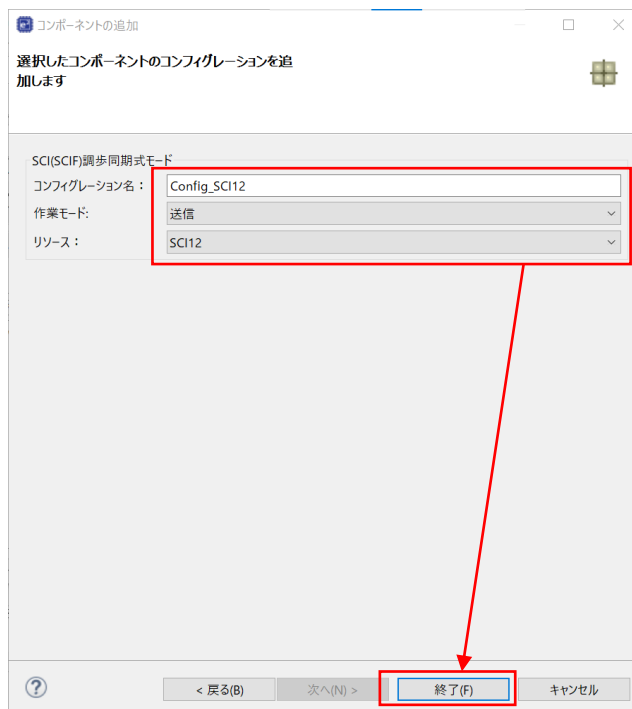 コンポーネントの追加
選択したコンポーネントのコンフィグレーションを追
加します
SCI(SCIF)調歩同期式モード
コンフィグレーション名：
Config_SCI12
作業モード:
送信
リソース：
SCI12
?
< 戻る(B)
次へ(N) >
終了(F)
キャンセル